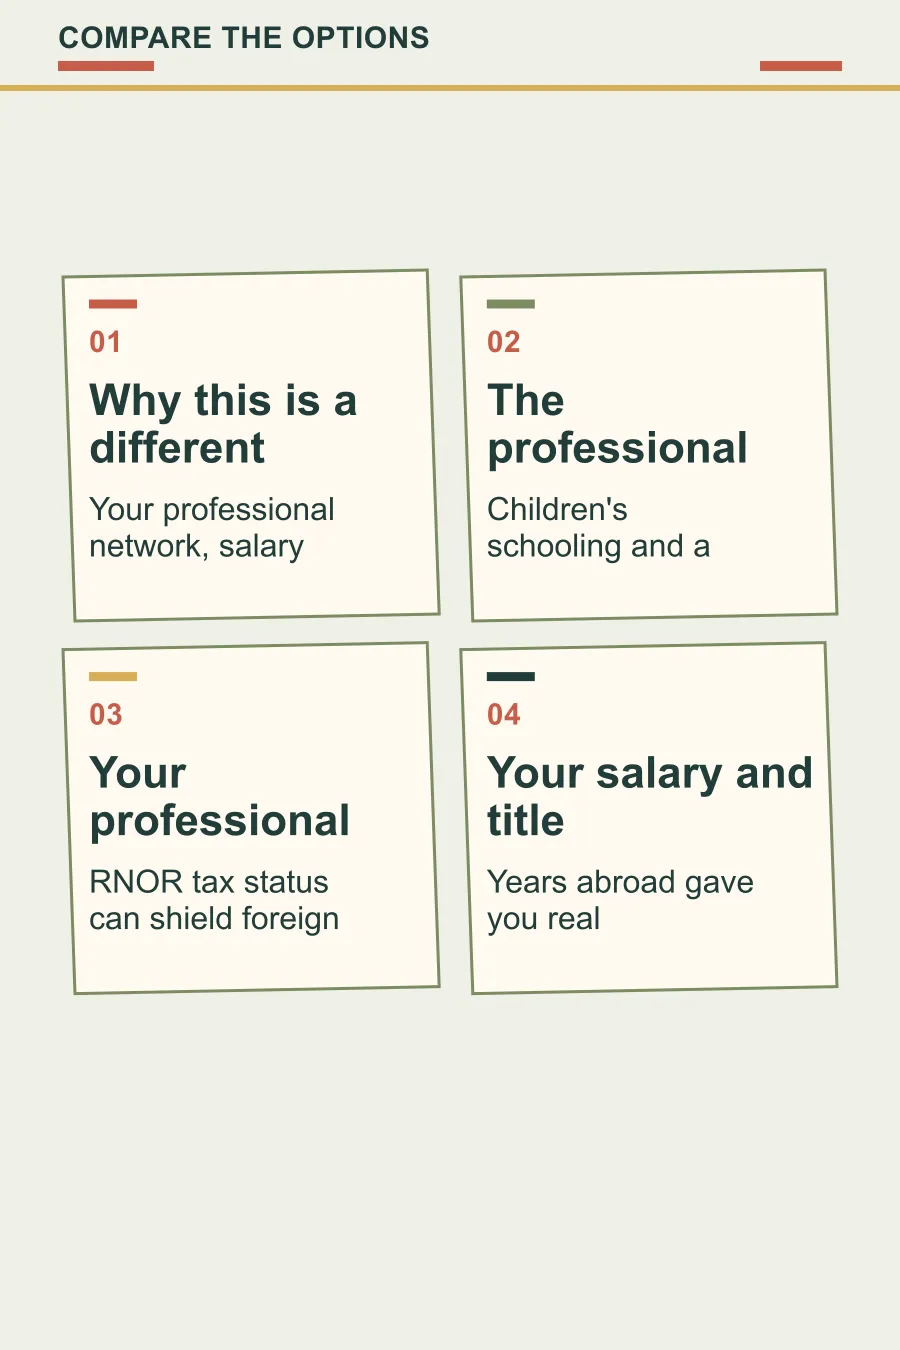 COMPARE THE OPTIONS
01
Why this is a
different
Your professional
network, salary
02
The
professional
Children's
schooling and a
03
Your
professional
RNOR tax status
can shield foreign
04
Your salary and
title
Years abroad gave
you real